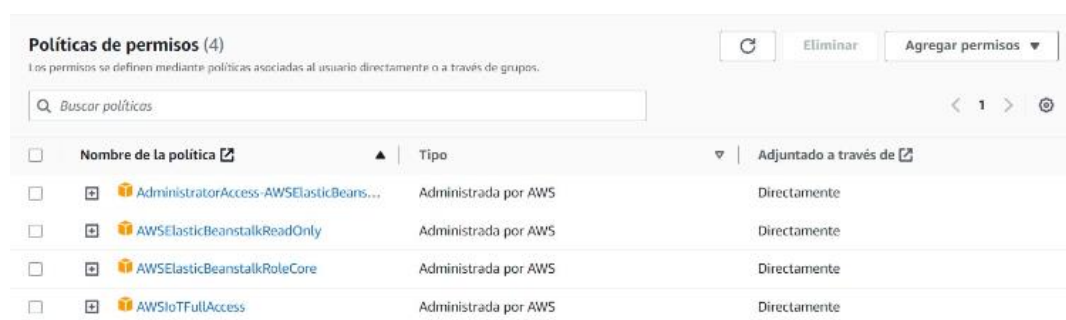 Políticas de permisos (4)
Eliminar
Agregar permisos
Los permisos se definen mediante políticas asociadas al usuario directamente o a través de grupos.
Buscar políticas
1
Nombre de la política Tipo Adjuntado a través de
AdministratorAccess-AWSElasticBeans... Administrada por AWS Directamente
AWSElasticBeanstalkReadOnly Administrada por AWS Directamente
AWSElasticBeanstalkRoleCore Administrada por AWS Directamente
AWSIoTFullAccess Administrada por AWS Directamente